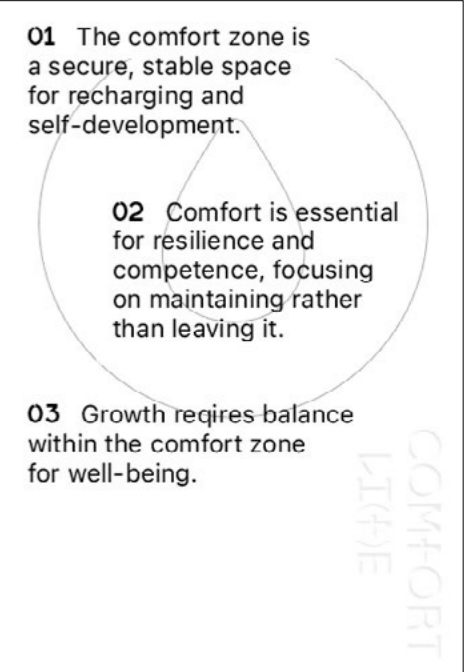 01 The comfort zone is
a secure, stable space
for recharging and
self-development.
02 Comfort is essential
for resilience and
competence, focusing
on maintaining rather
than leaving it.
03 Growth reqires balance
within the comfort zone
for well-being.
COMFORT